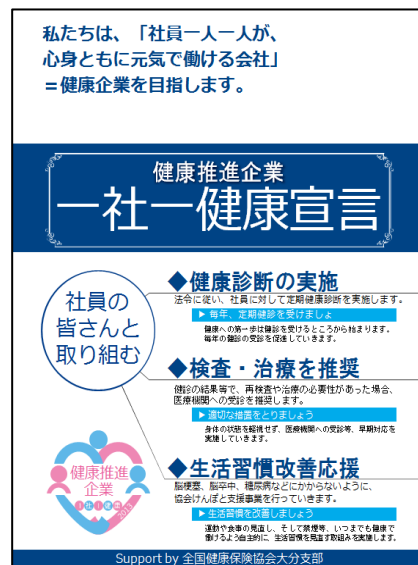 私たちは、「社員一人一人が、
心身ともに元気で働ける会社」
＝健康企業を目指します。
健康推進企業
一社一健康宣言
社員の
皆さんと
取り組む
◆健康診断の実施
法令に従い、社員に対して定期健康診断を実施します。
▶ 毎年、定期健診を受けましょ
健康への第一歩は健診を受けるところから始まります。
毎年の健診の受診を促進していきます。
◆検査・治療を推奨
健診の結果等で、再検査や治療の必要性があった場合、
医療機関への受診を推奨します。
▶適切な措置をとりましょう
身体の状態を軽視せず、医療機関への受診等、早期対応を
実施していきます。
◆生活習慣改善応援
脳梗塞、脳卒中、糖尿病などにかからないように、
協会けんぽと支援事業を行っていきます。
▶生活習慣を改善しましょう
運動や食事の見直し、そして禁煙等、いつまでも健康で
働けるよう自主的に、生活習慣を見直す取組みを実施します。
健康推進
企業
一社一健康
2013
Support by 全国健康保険協会大分支部